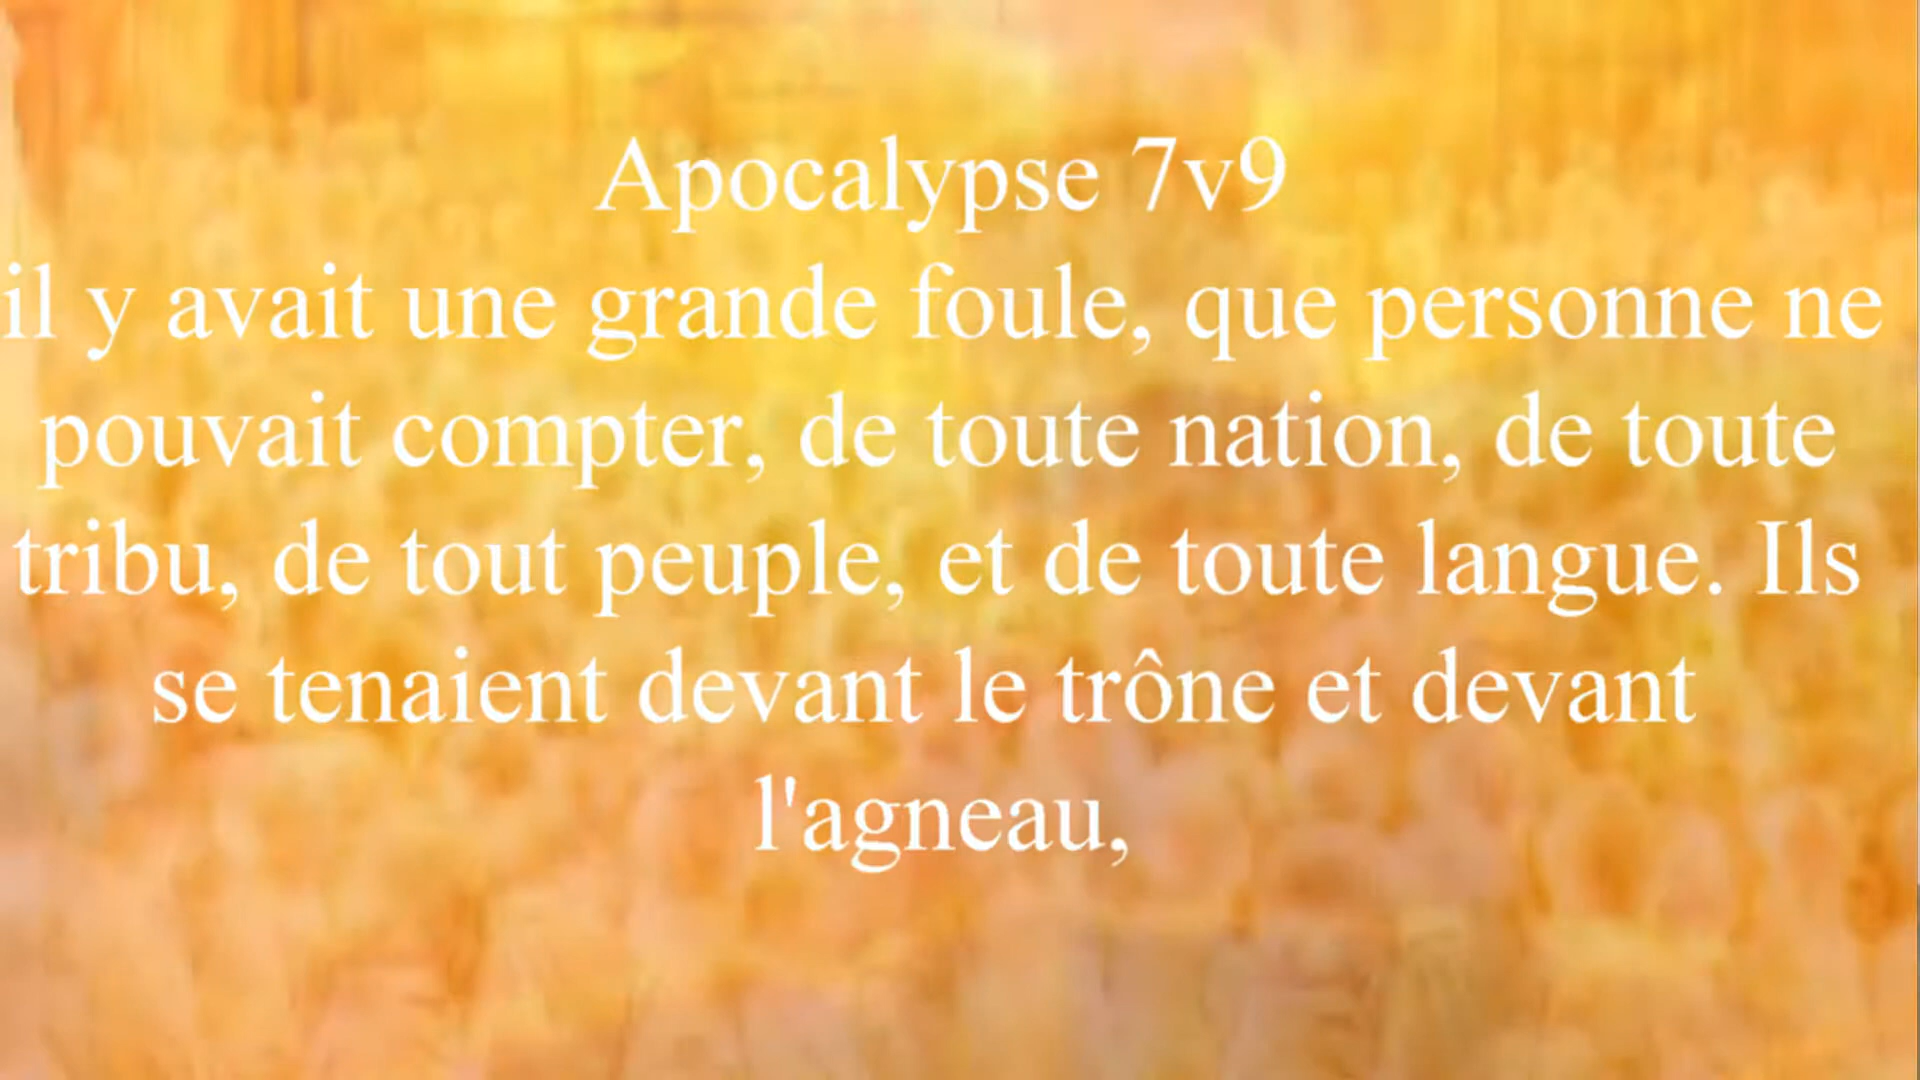 Apocalypse 7v9
il y avait une grande foule, que personne ne
pouvait compter, de toute nation, de toute
tribu, de tout peuple, et de toute langue. Ils
se tenaient devant le trône et devant
l'agneau,